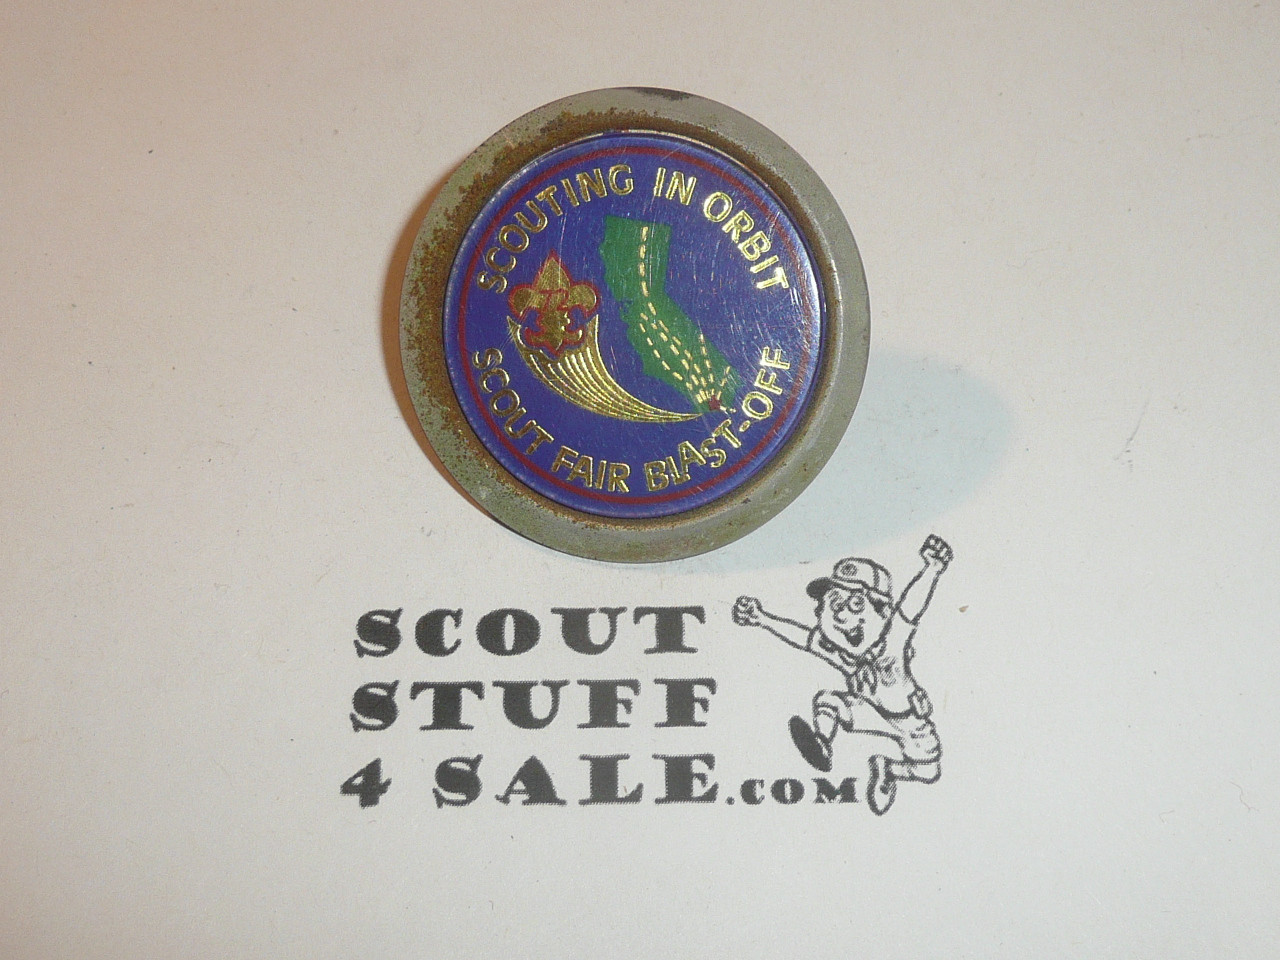 SCOUTING IN ORBIT
SCOUT FAIR BLAST-OFF
SCOUT
STUFF
4 SALE.COM